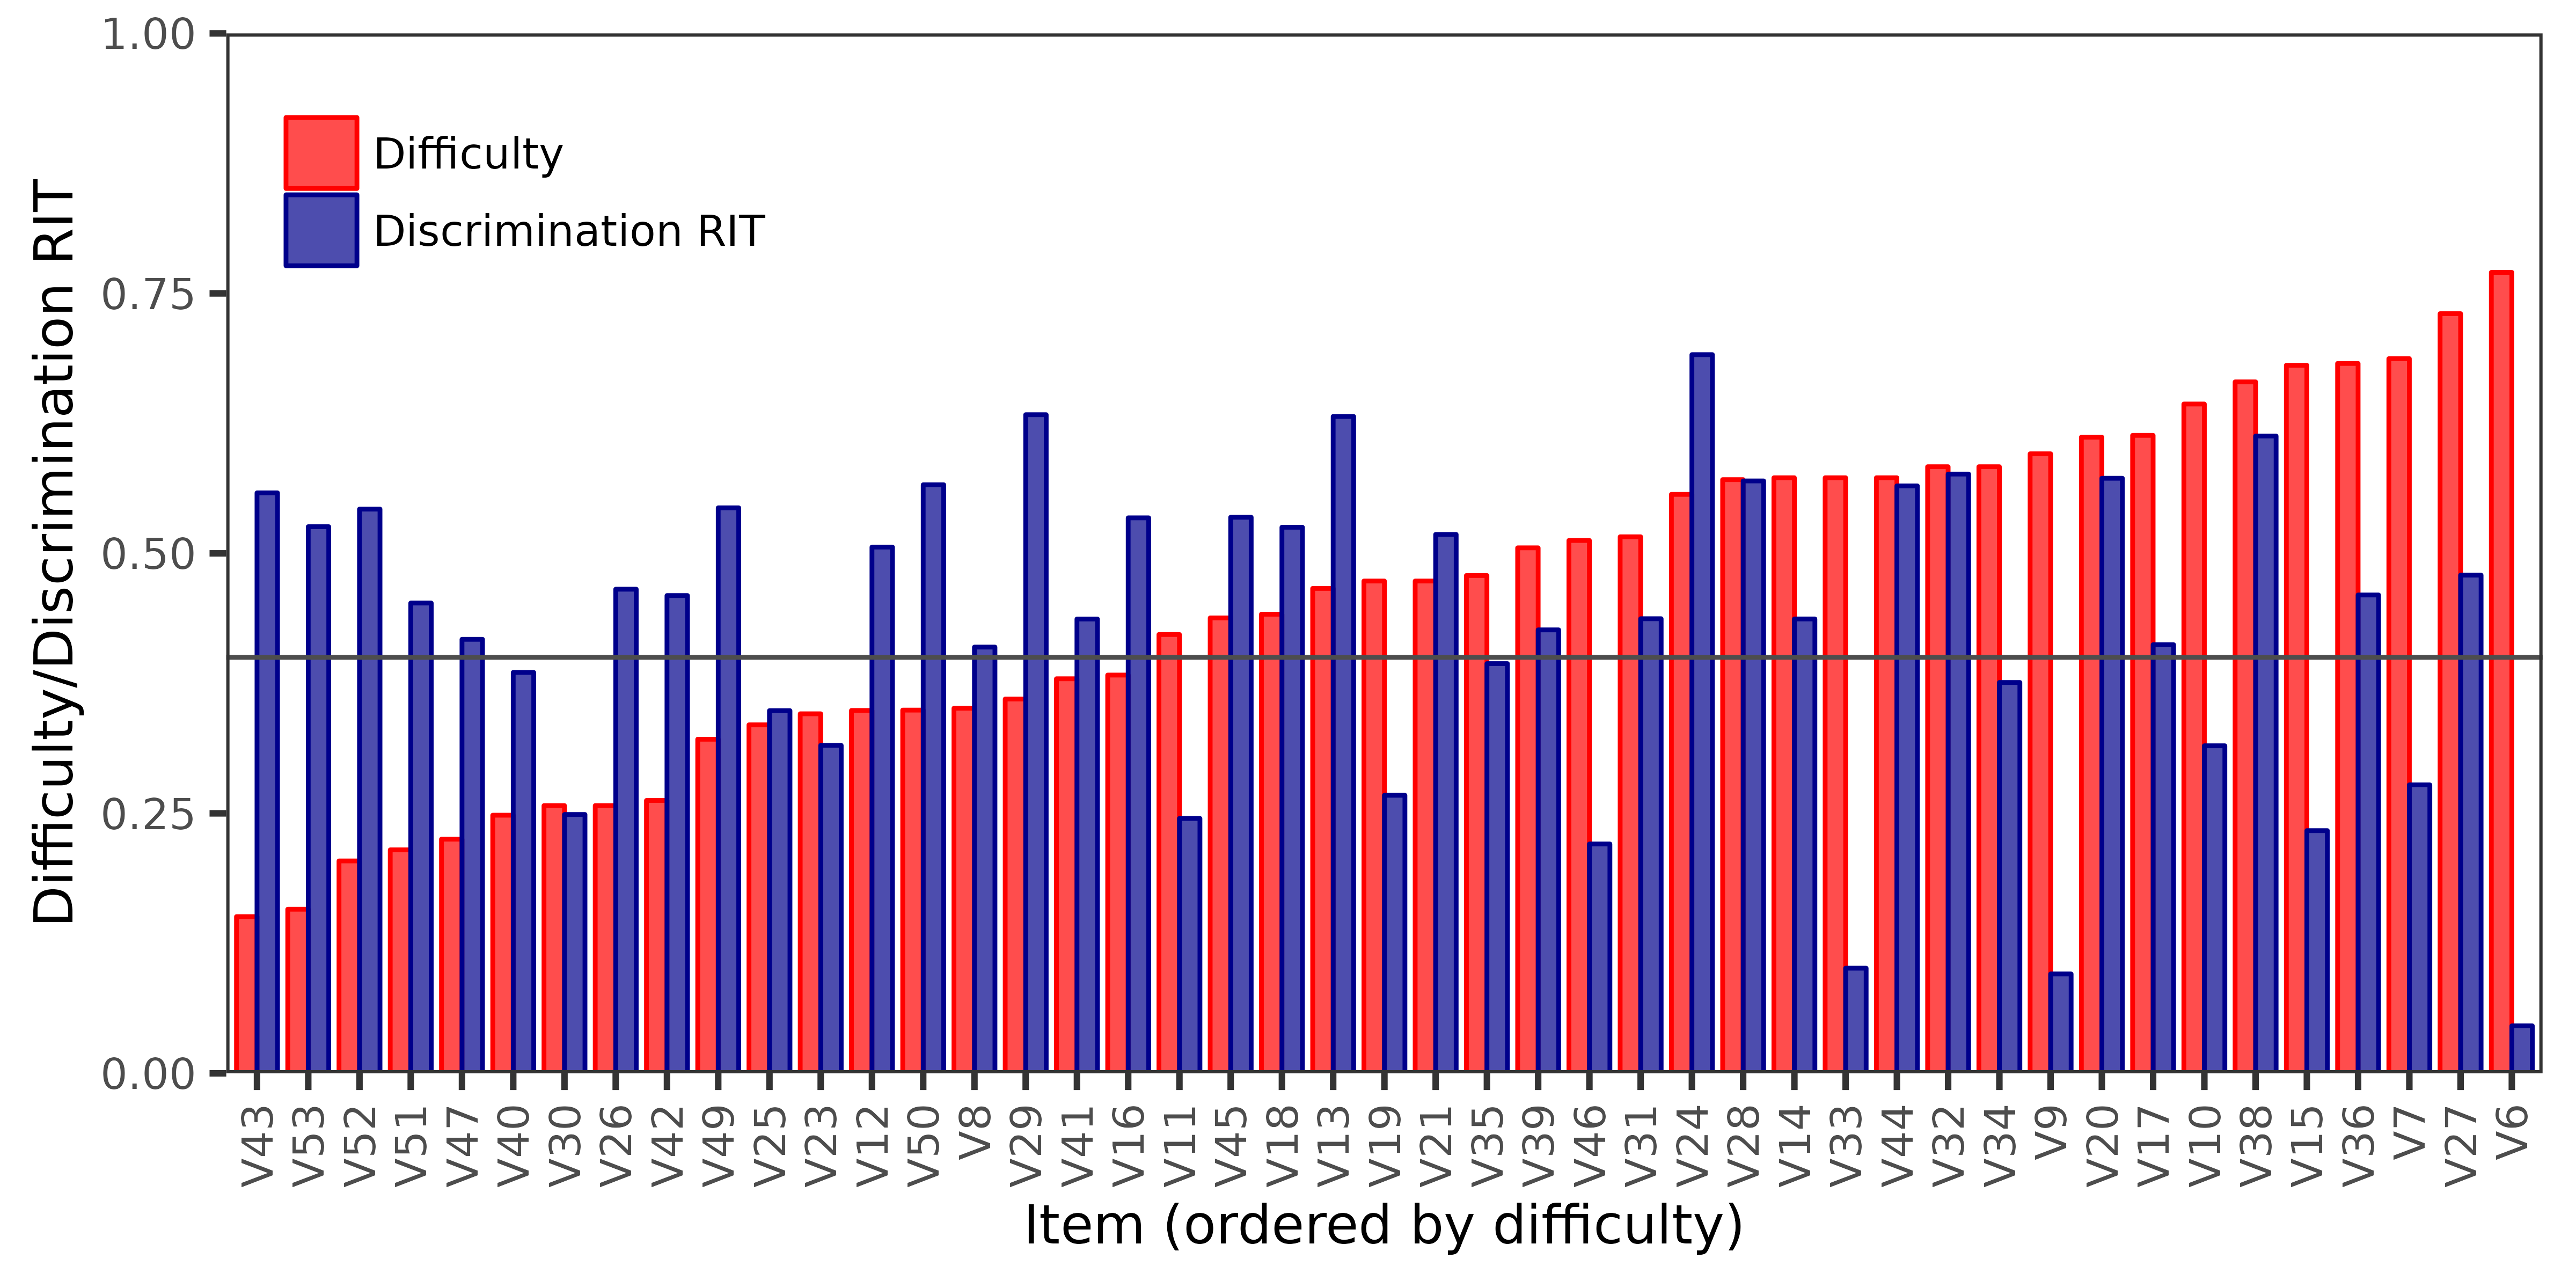 Difficulty/Discrimination RIT
1.00
0.75
0.50
0.25
0.00
Difficulty
Discrimination RIT
V43 V53 V52 V51 V47 V40 V30 V26 V42 V49 V25 V23 V12 V50 V8 V29 V41 V16 V11 V45 V18 V13 V19 V21 V35 V39 V46 V31 V24 V28 V14 V33 V44 V32 V34 V9 V20 V17 V10 V38 V15 V36 V7 V27 V6
Item (ordered by difficulty)